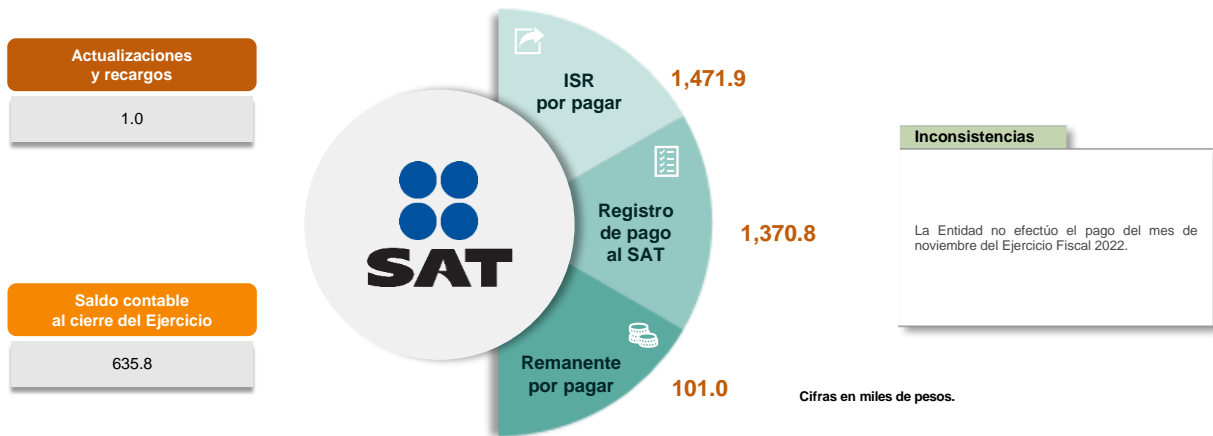 Actualizaciones
y recargos
1.0
Saldo contable
al cierre del Ejercicio
635.8
SAT
ISR
por pagar
1,471.9
Registro
de pago
al SAT
1,370.8
Remanente
por pagar
101.0
Inconsistencias
La Entidad no efectúo el pago del mes de
noviembre del Ejercicio Fiscal 2022.
Cifras en miles de pesos.